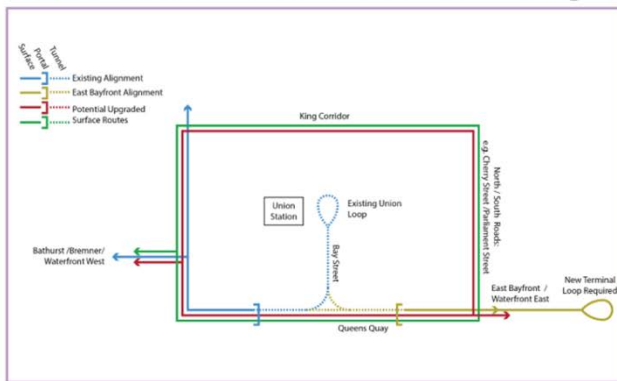 Surface
Portal
Tunnel
Existing Alignment
East Bayfront Alignment
Potential Upgraded
Surface Routes
King Corridor
Union
Station
Existing Union
Loop
Bay Street
North / South Roads:
e.g. Cherry Street /Parliament Street
Bathurst /Bremner/
Waterfront West
East Bayfront /
Waterfront East
New Terminal
Loop Required
Queens Quay